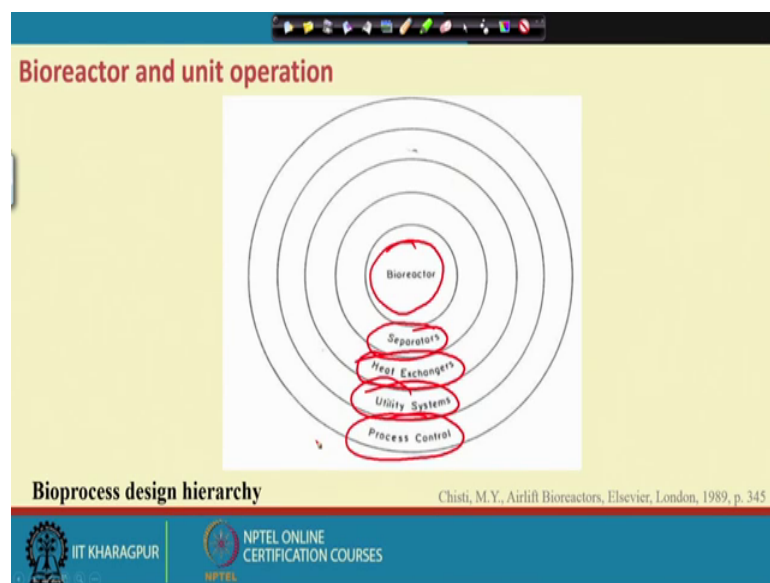 Bioreactor and unit operation
Bioreactor
Separators
Heat Exchangers
Utility Systems
Process Control
Bioprocess design hierarchy
Chisti, M.Y., Airlift Bioreactors, Elsevier, London, 1989, p. 345
IIT KHARAGPUR
NPTEL ONLINE
CERTIFICATION COURSES
NPTEL